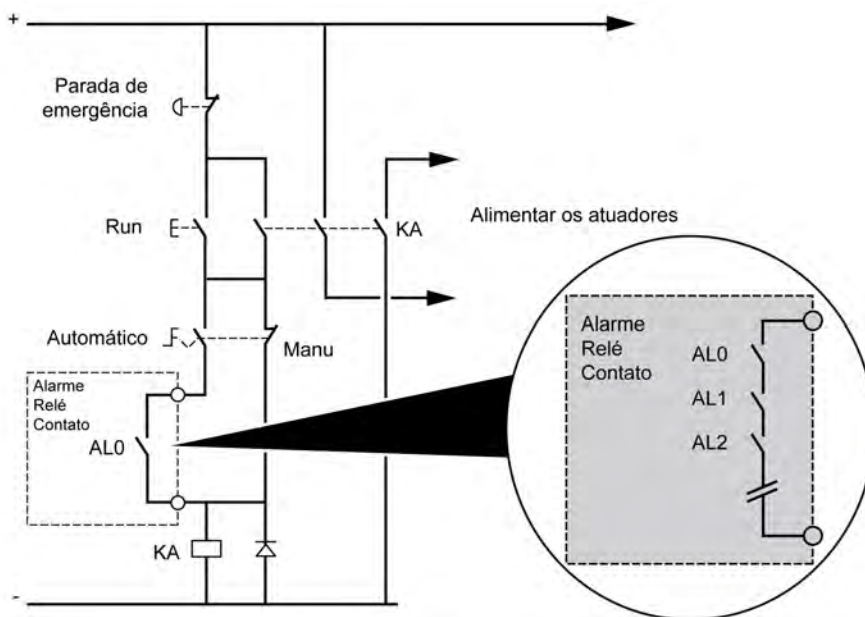 +
Parada de
emergência
Run
KA
Alimentar os atuadores
Automático
Manu
Alarme
Relé
Contato
AL0
KA
-
Alarme
Relé
Contato
AL0
AL1
AL2